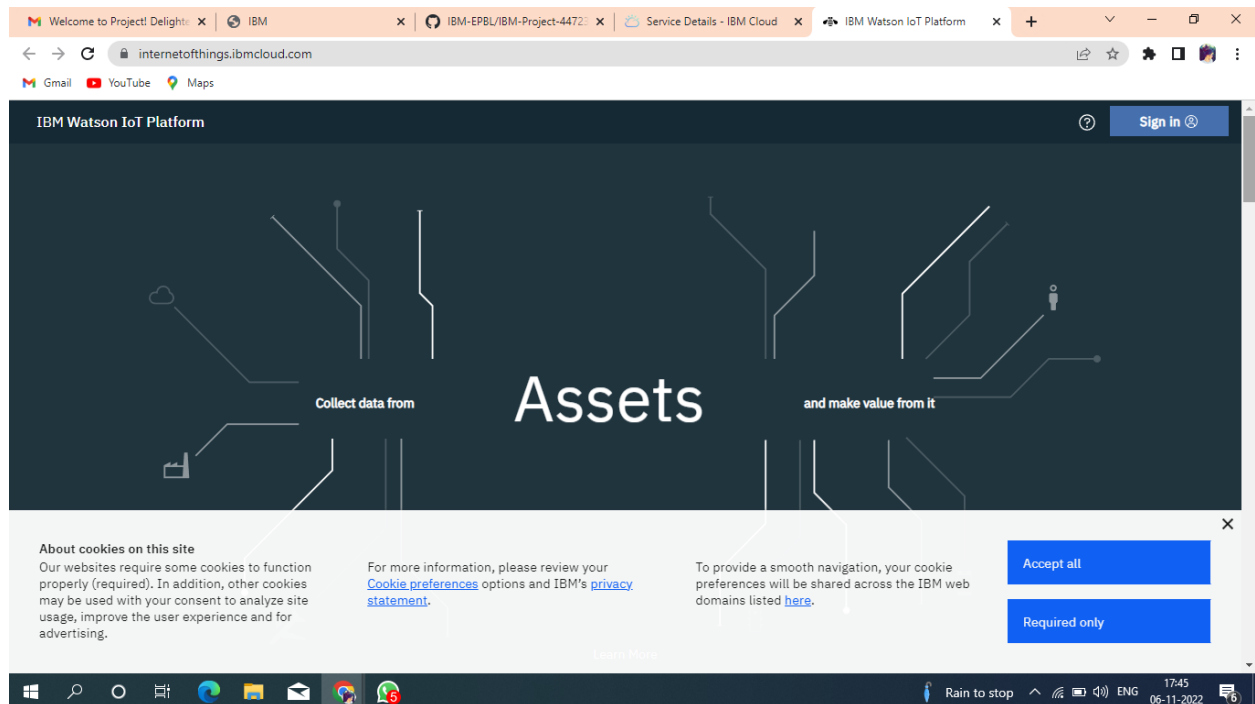 Welcome to Project! Delighte
IBM
IBM-EPBL/IBM-Project-44723
Service Details - IBM Cloud
IBM Watson IoT Platform
internetofthings.ibmcloud.com
Gmail
YouTube
Maps
IBM Watson IoT Platform
Sign in
Collect data from
Assets
and make value from it
About cookies on this site
Our websites require some cookies to function
properly (required). In addition, other cookies
may be used with your consent to analyze site
usage, improve the user experience and for
advertising.
For more information, please review your
Cookie preferences options and IBM's privacy
statement.
To provide a smooth navigation, your cookie
preferences will be shared across the IBM web
domains listed here.
Accept all
Required only
Learn More
5
Rain to stop
ENG
17:45
06-11-2022
6